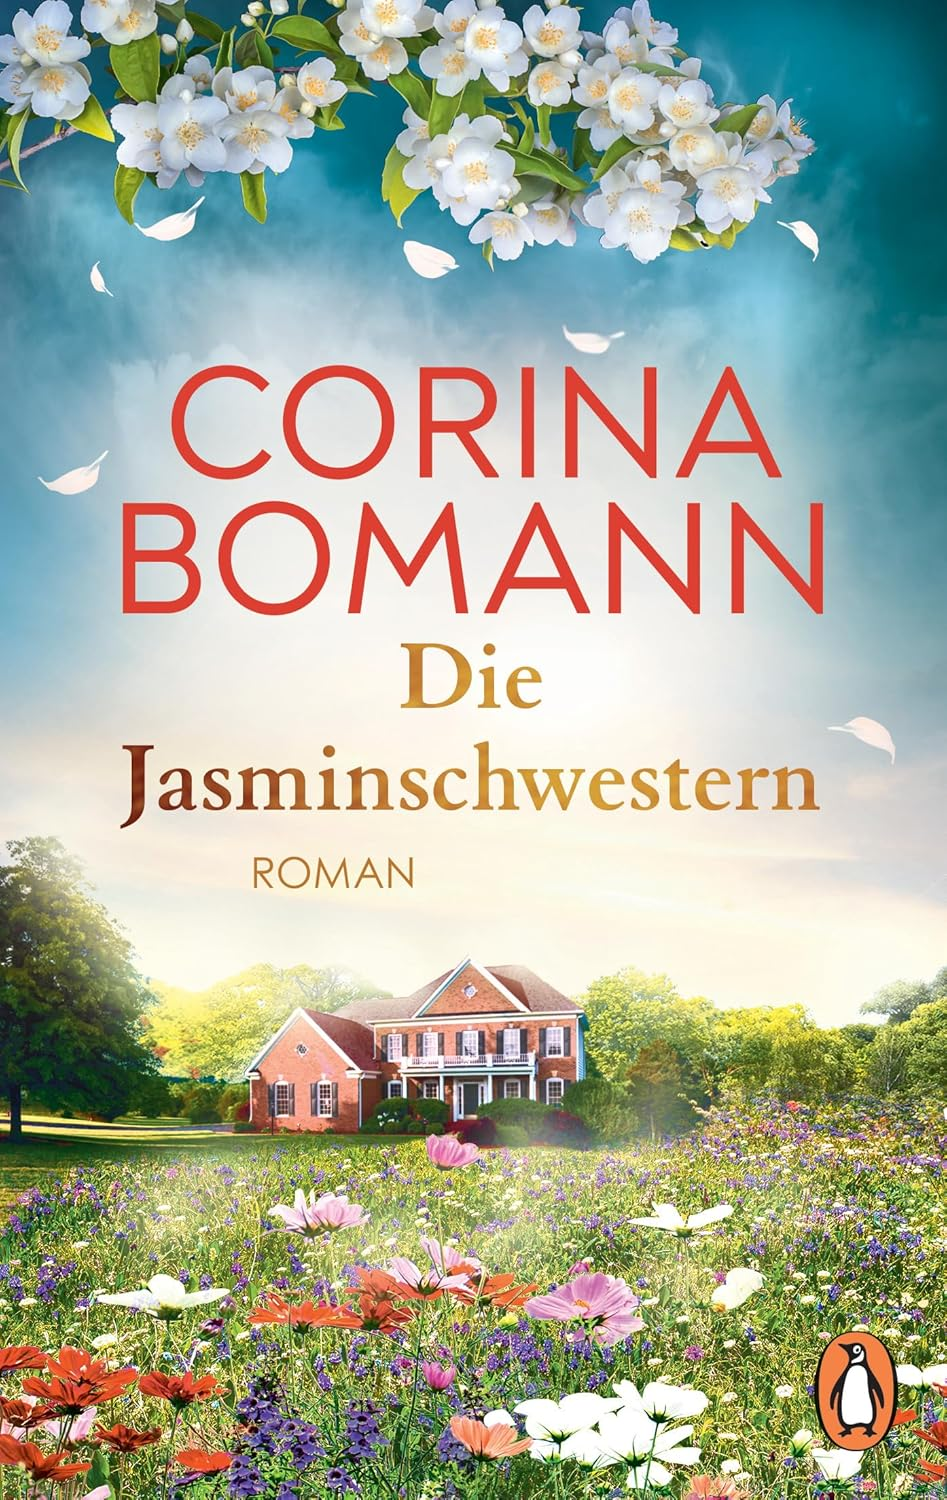 CORINA
BOMANN
Die
Jasminschwestern
ROMAN